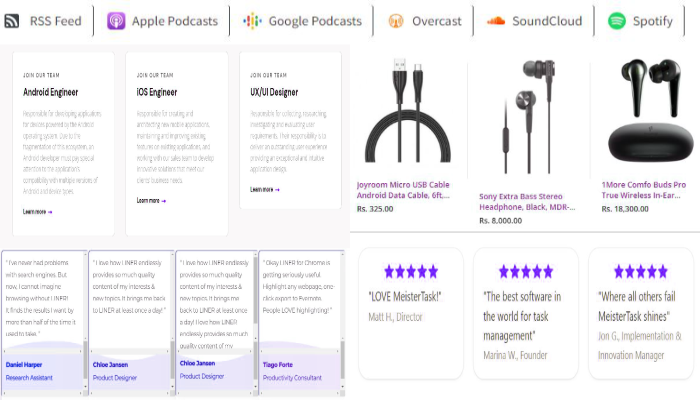 RSS Feed
Apple Podcasts
Google Podcasts
Overcast
SoundCloud
Spotify
JOIN OUR TEAM
Android Engineer
Responsible for developing applications
for devices powered by the Android
operating system. Due to the
fragmentation of this ecosystem, an
Android developer must pay special
attention to the application's
compatibility with multiple versions of
Android and device types.
Learn more →
JOIN OUR TEAM
iOS Engineer
Responsible for creating and
architecting new mobile applications,
maintaining and improving existing
features on existing applications, and
working with our sales team to develop
innovative solutions that meet our
clients' business needs.
Learn more →
JOIN OUR TEAM
UX/UI Designer
Responsible for collecting, researching,
investigating and evaluating user
requirements. Their responsibility is to
deliver an outstanding user experience
providing an exceptional and intuitive
application design.
Learn more →
Joyroom Micro USB Cable
Android Data Cable, 6ft,...
Rs. 325.00
Sony Extra Bass Stereo
Headphone, Black, MDR-...
Rs. 8,000.00
1More Comfo Buds Pro
True Wireless In-Ear...
Rs. 18,300.00
"I've never had problems
with search engines. But
now, I cannot imagine
browsing without LINER!
It finds the results I want by
more than half of the time it
used to take."
Daniel Harper
Research Assistant
"I love how LINER endlessly
provides so much quality
content of my interests &
new topics. It brings me back
to LINER at least once a day!"
Chloe Jansen
Product Designer
"I love how LINER endlessly
provides so much quality
content of my interests &
new topics. It brings me
back to LINER at least once
a day! I love how LINER
endlessly provides so much
quality content of my
Chloe Jansen
Product Designer
"Okay LINER for Chrome is
getting seriously useful.
Highlight any webpage, one-
click export to Evernote.
People LOVE highlighting!"
Tiago Forte
Productivity Consultant
"LOVE MeisterTask!"
Matt H., Director
"The best software in
the world for task
management"
Marina W., Founder
"Where all others fail
MeisterTask shines"
Jon G., Implementation &
Innovation Manager